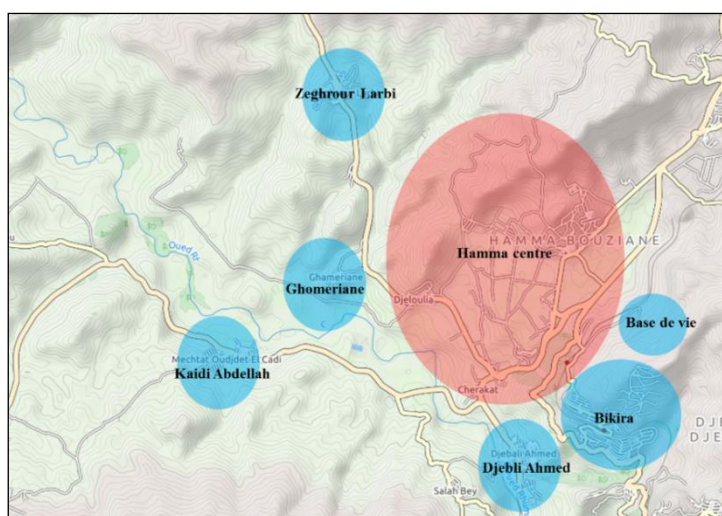 Zeghrour Larbi
HAMMA BOUZIANE
Hamma centre
Oued R
Ghameriane
Ghomeriane
Djeloulia
Base de vie
Mechtat Oudjdet El Cadi
Kaidi Abdellah
Cherakat
Bikira
DJE
DJE
Djebali Ahmed
Djebli Ahmed
Salah Bey